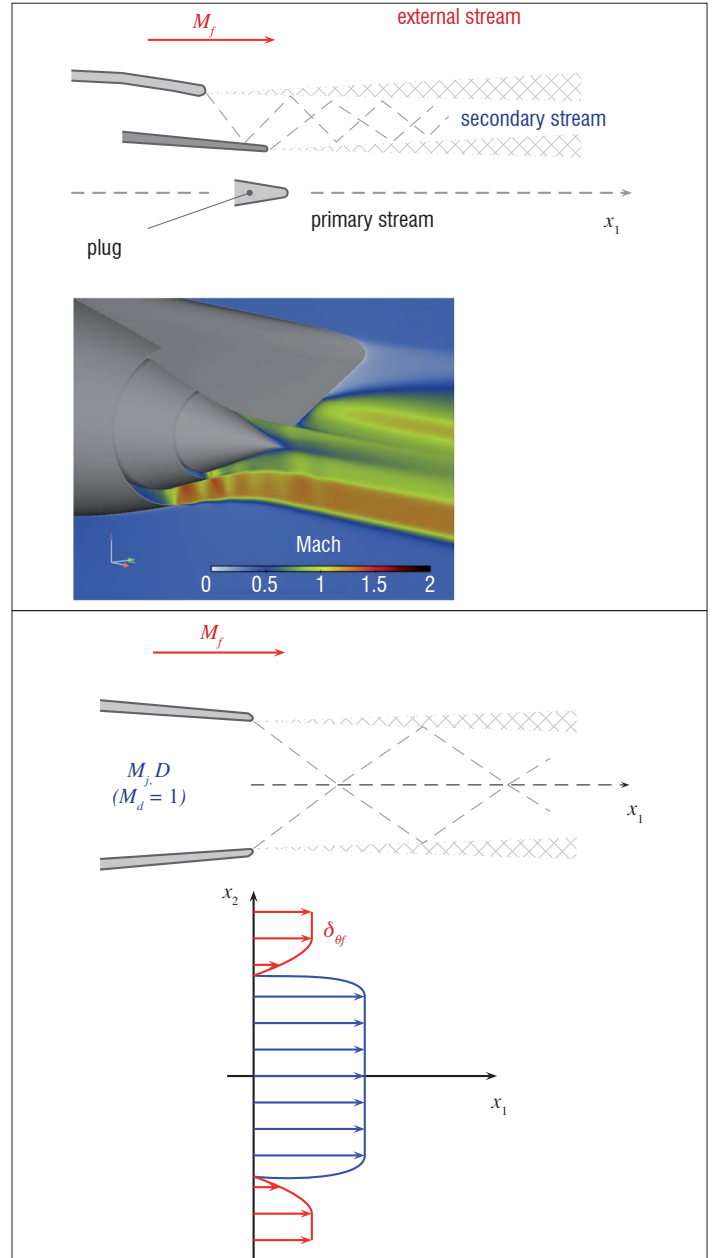 M_f
external stream
secondary stream
primary stream
x_1
plug
Mach
0 0.5 1 1.5 2
M_f
M_j, D
(M_d = 1)
x_1
x_2
δ_θf
x_1